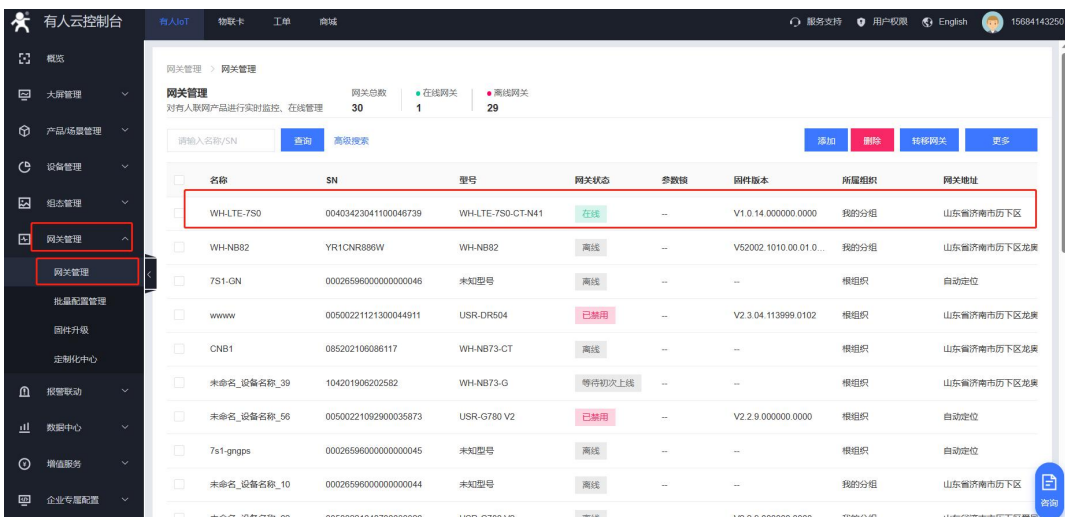 有人云控制台 有人IoT 物联卡 工单 商城 服务支持 用户权限 English 15684143250
概览
大屏管理
产品/场景管理
设备管理
组态管理
网关管理
网关管理
批量配置管理
固件升级
定制化中心
报警联动
数据中心
增值服务
企业专属配置
网关管理 > 网关管理
网关管理 网关总数 在线网关 离线网关
对有人联网产品进行实时监控、在线管理 30 1 29
请输入名称/SN 查询 高级搜索 添加 删除 转移网关 更多
名称 SN 型号 网关状态 参数锁 固件版本 所属组织 网关地址
WH-LTE-7S0 00403423041100046739 WH-LTE-7S0-CT-N41 在线 -- V1.0.14.000000.0000 我的分组 山东省济南市历下区
WH-NB82 YR1CNR886W WH-NB82 离线 -- V52002.1010.00.01.0... 我的分组 山东省济南市历下区龙奥
7S1-GN 00026596000000000046 未知型号 离线 -- -- 根组织 自动定位
wwww 00500221121300044911 USR-DR504 已禁用 -- V2.3.04.113999.0102 根组织 山东省济南市历下区龙奥
CNB1 085202106086117 WH-NB73-CT 离线 -- -- 根组织 山东省济南市历下区龙奥
未命名_设备名称_39 104201906202582 WH-NB73-G 等待初次上线 -- -- 根组织 山东省济南市历下区龙奥
未命名_设备名称_56 00500221092900035873 USR-G780 V2 已禁用 -- V2.2.9.000000.0000 根组织 自动定位
7s1-gngps 00026596000000000045 未知型号 离线 -- -- 根组织 自动定位
未命名_设备名称_10 00026596000000000044 未知型号 离线 -- -- 我的分组 山东省济南市历下区
咨询